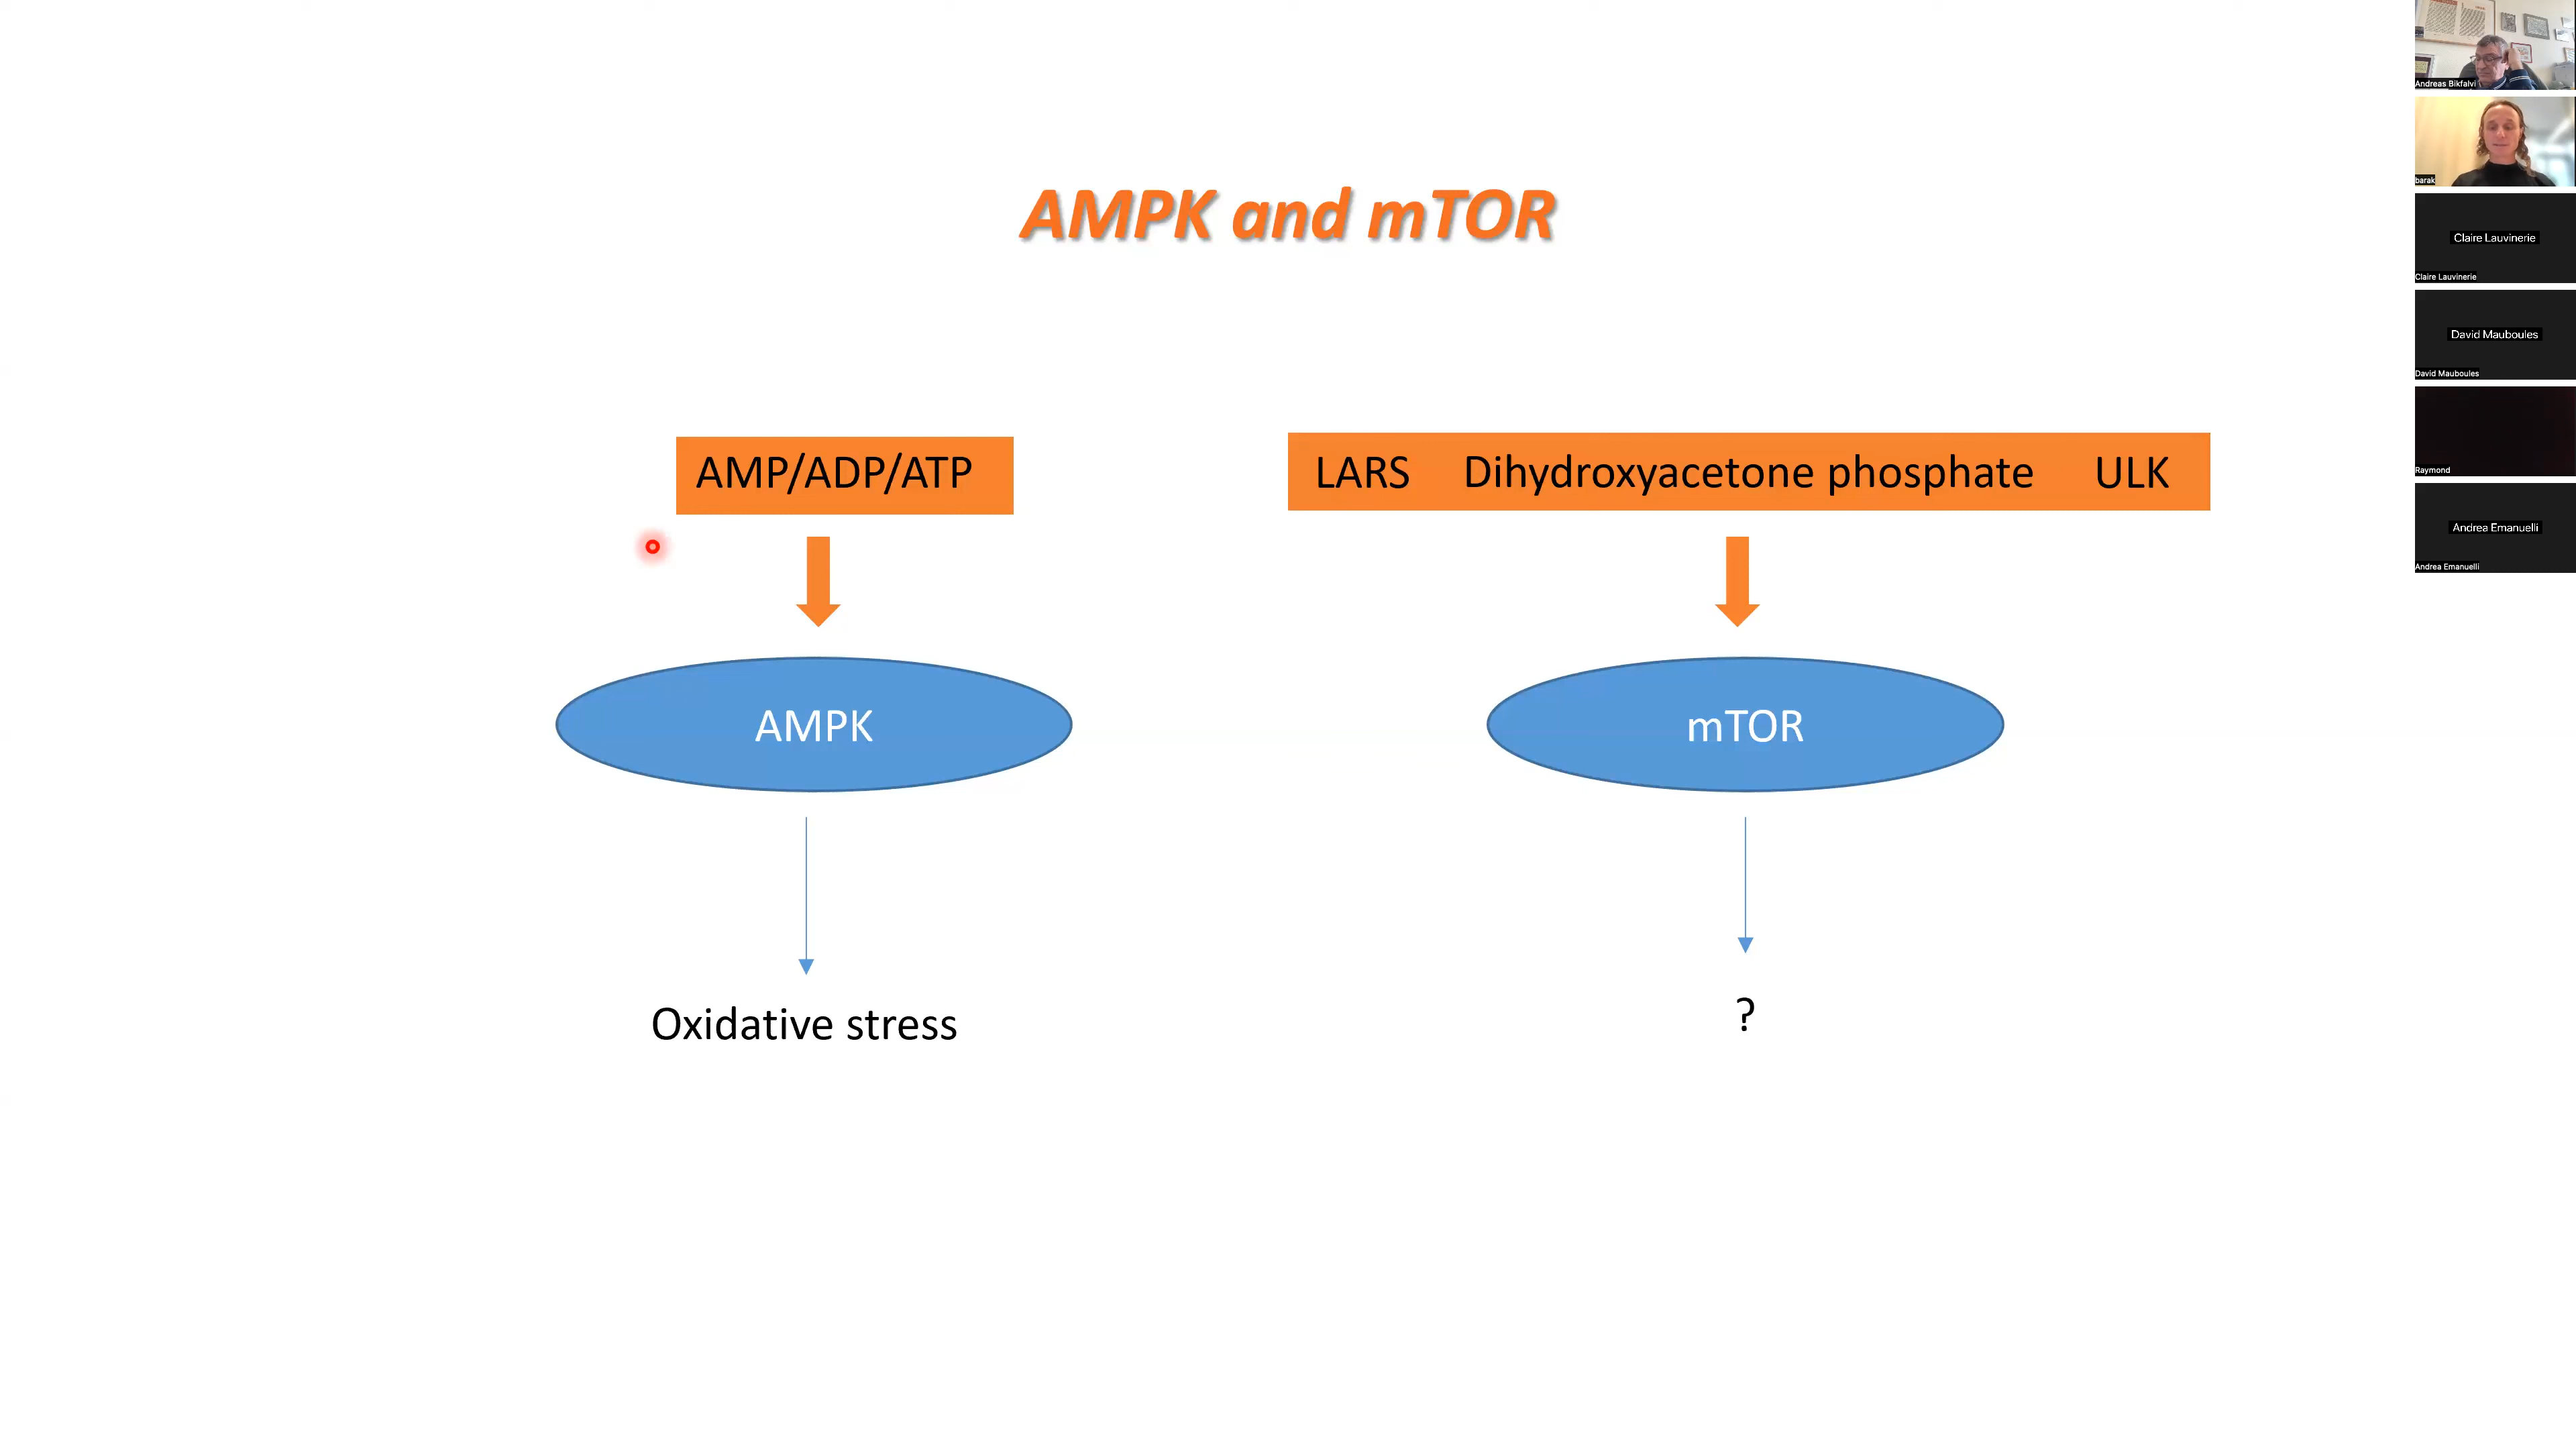 AMPK and mTOR
AMP/ADP/ATP
LARS Dihydroxyacetone phosphate ULK
AMPK
mTOR
Oxidative stress
?
Andreas Bikfalvi
barak
Claire Lauvinerie
Claire Lauvinerie
David Mauboules
David Mauboules
Raymond
Andrea Emanuelli
Andrea Emanuelli